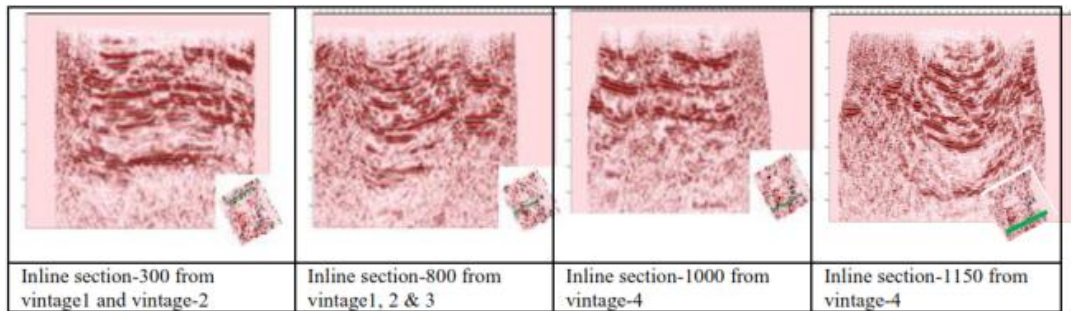 Inline section-300 from
vintage1 and vintage-2
Inline section-800 from
vintage1, 2 & 3
Inline section-1000 from
vintage-4
Inline section-1150 from
vintage-4